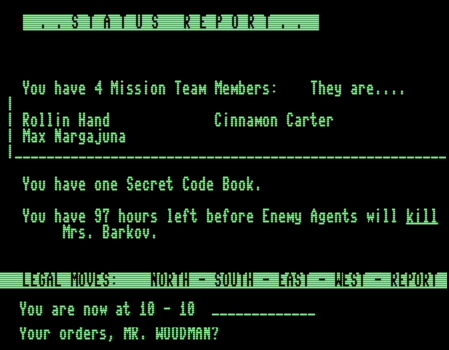 ..STATUS REPORT..
You have 4 Mission Team Members: They are....
Rollin Hand Cinnamon Carter
Max Nargajuna
You have one Secret Code Book.
You have 97 hours left before Enemy Agents will kill
Mrs. Barkov.
LEGAL MOVES: NORTH - SOUTH - EAST - WEST - REPORT
You are now at 10 - 10 _____________
Your orders, MR. WUUDMAN?